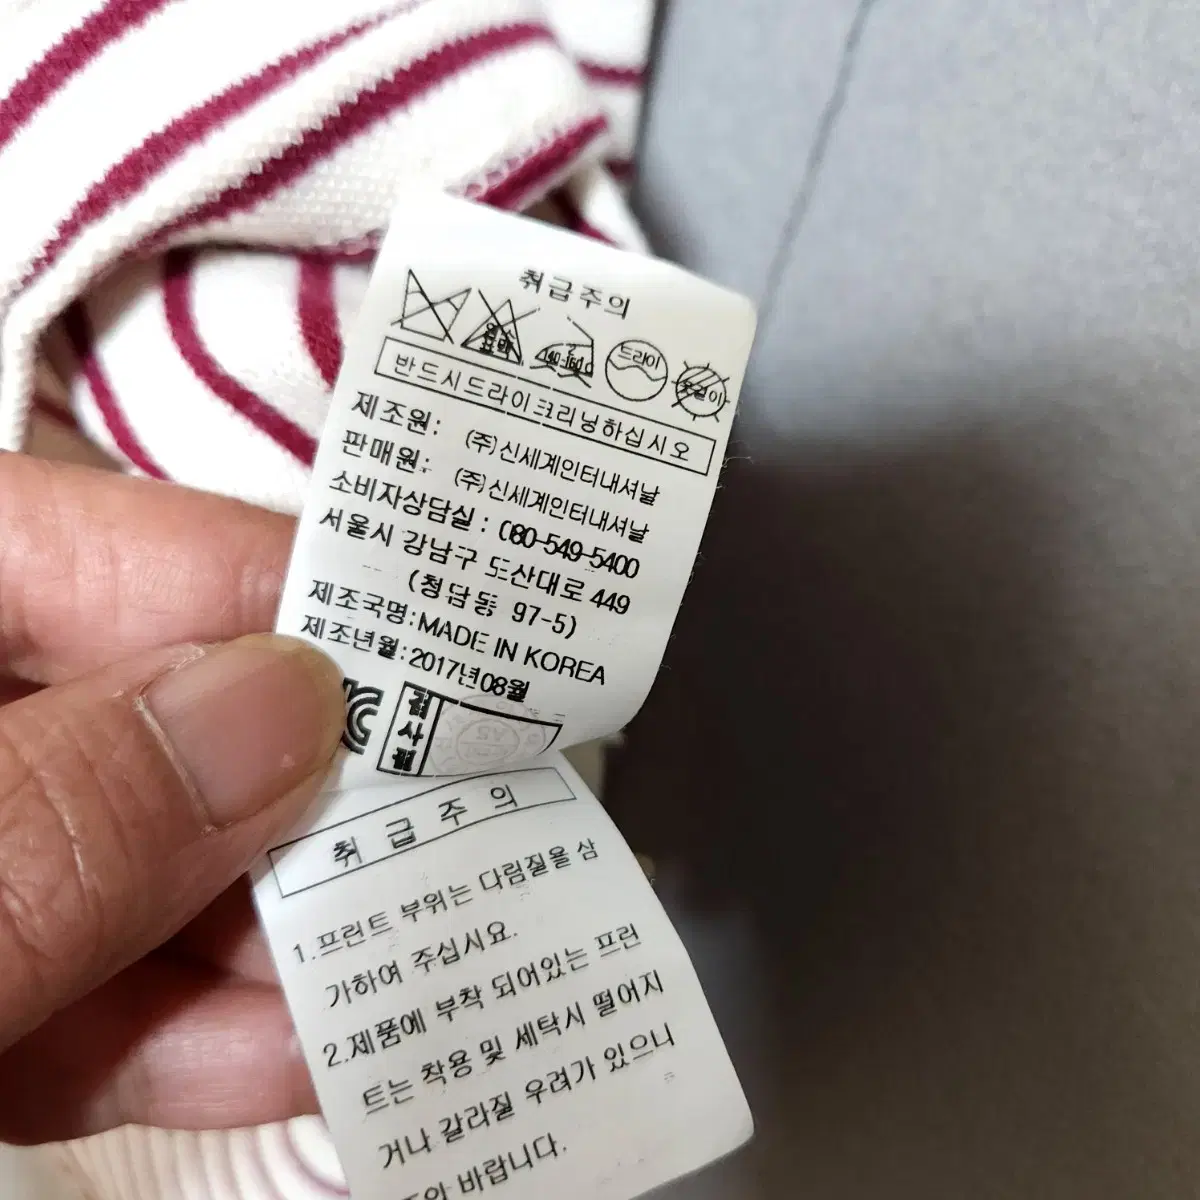 취급주의
드라이
반드시드라이크리닝하십시오
제조원: (주)신세계인터내셔날
판매원: (주)신세계인터내셔날
소비자상담실 : 080-549-5400
서울시 강남구 도산대로 449
(청담동 97-5)
제조국명:MADE IN KOREA
제조년월:2017년08월
검사필
취급주의
1.프린트 부위는 다림질을 삼
가하여 주십시요.
2.제품에 부착 되어있는 프린
트는 착용 및 세탁시 떨어지
거나 갈라질 우려가 있으니
바랍니다.